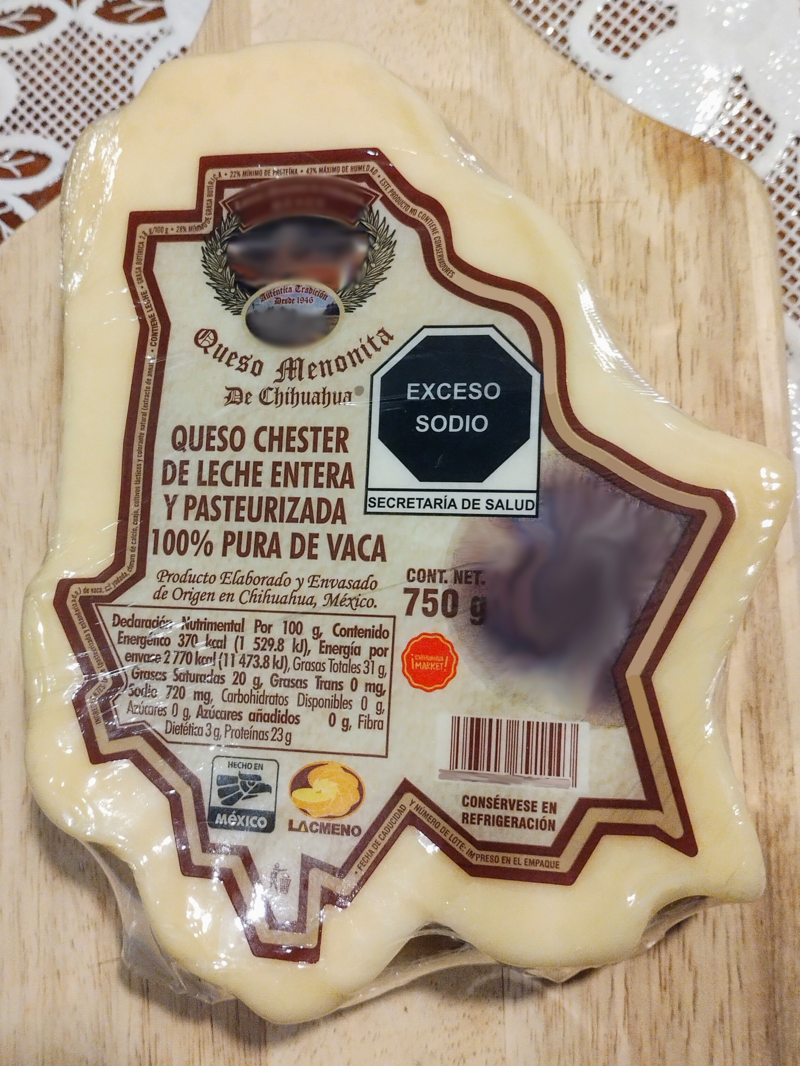 22% MÍNIMO DE PROTEÍNA • 43% MÁXIMO DE HUMEDAD • ESTE PRODUCTO NO CONTIENE CONSERVADORES
Auténtica Tradición
Desde 1946
Queso Menonita
De Chihuahua
EXCESO
SODIO
SECRETARÍA DE SALUD
QUESO CHESTER
DE LECHE ENTERA
Y PASTEURIZADA
100% PURA DE VACA
Producto Elaborado y Envasado
de Origen en Chihuahua, México.
CONT. NET.
750 g
Declaración Nutrimental Por 100 g, Contenido
Energético 370 kcal (1 529.8 kJ), Energía por
envase 2 770 kcal (11 473.8 kJ), Grasas Totales 31 g,
Grasas Saturadas 20 g, Grasas Trans 0 mg,
Sodio 720 mg, Carbohidratos Disponibles 0 g,
Azúcares 0 g, Azúcares añadidos 0 g, Fibra
Dietética 3 g, Proteínas 23 g
¡CHIHUAHUA
MARKET!
HECHO EN
MÉXICO
LACMENO
CONSÉRVESE EN
REFRIGERACIÓN
• FECHA DE CADUCIDAD Y NÚMERO DE LOTE: IMPRESO EN EL EMPAQUE